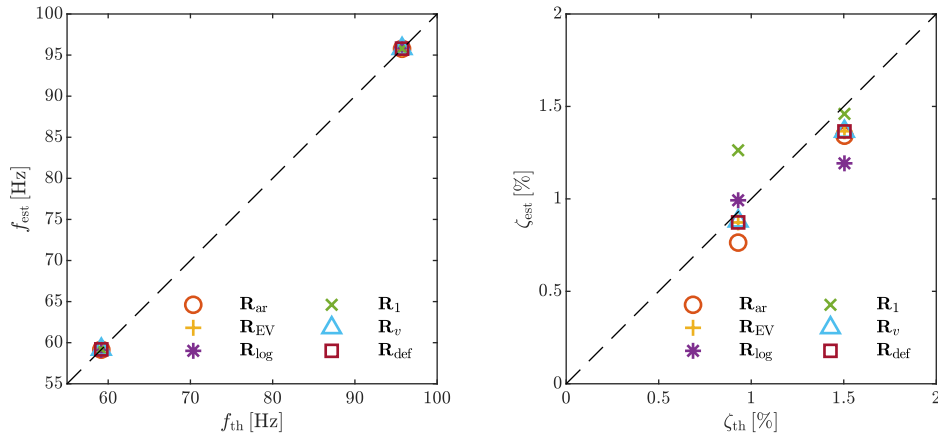 100
95
90
85
80
75
70
65
60
55
f_est [Hz]
60 70 80 90 100
f_th [Hz]
R_ar R_1
R_EV R_v
R_log R_def
2
1.5
1
0.5
0
ζ_est [%]
0 0.5 1 1.5 2
ζ_th [%]
R_ar R_1
R_EV R_v
R_log R_def